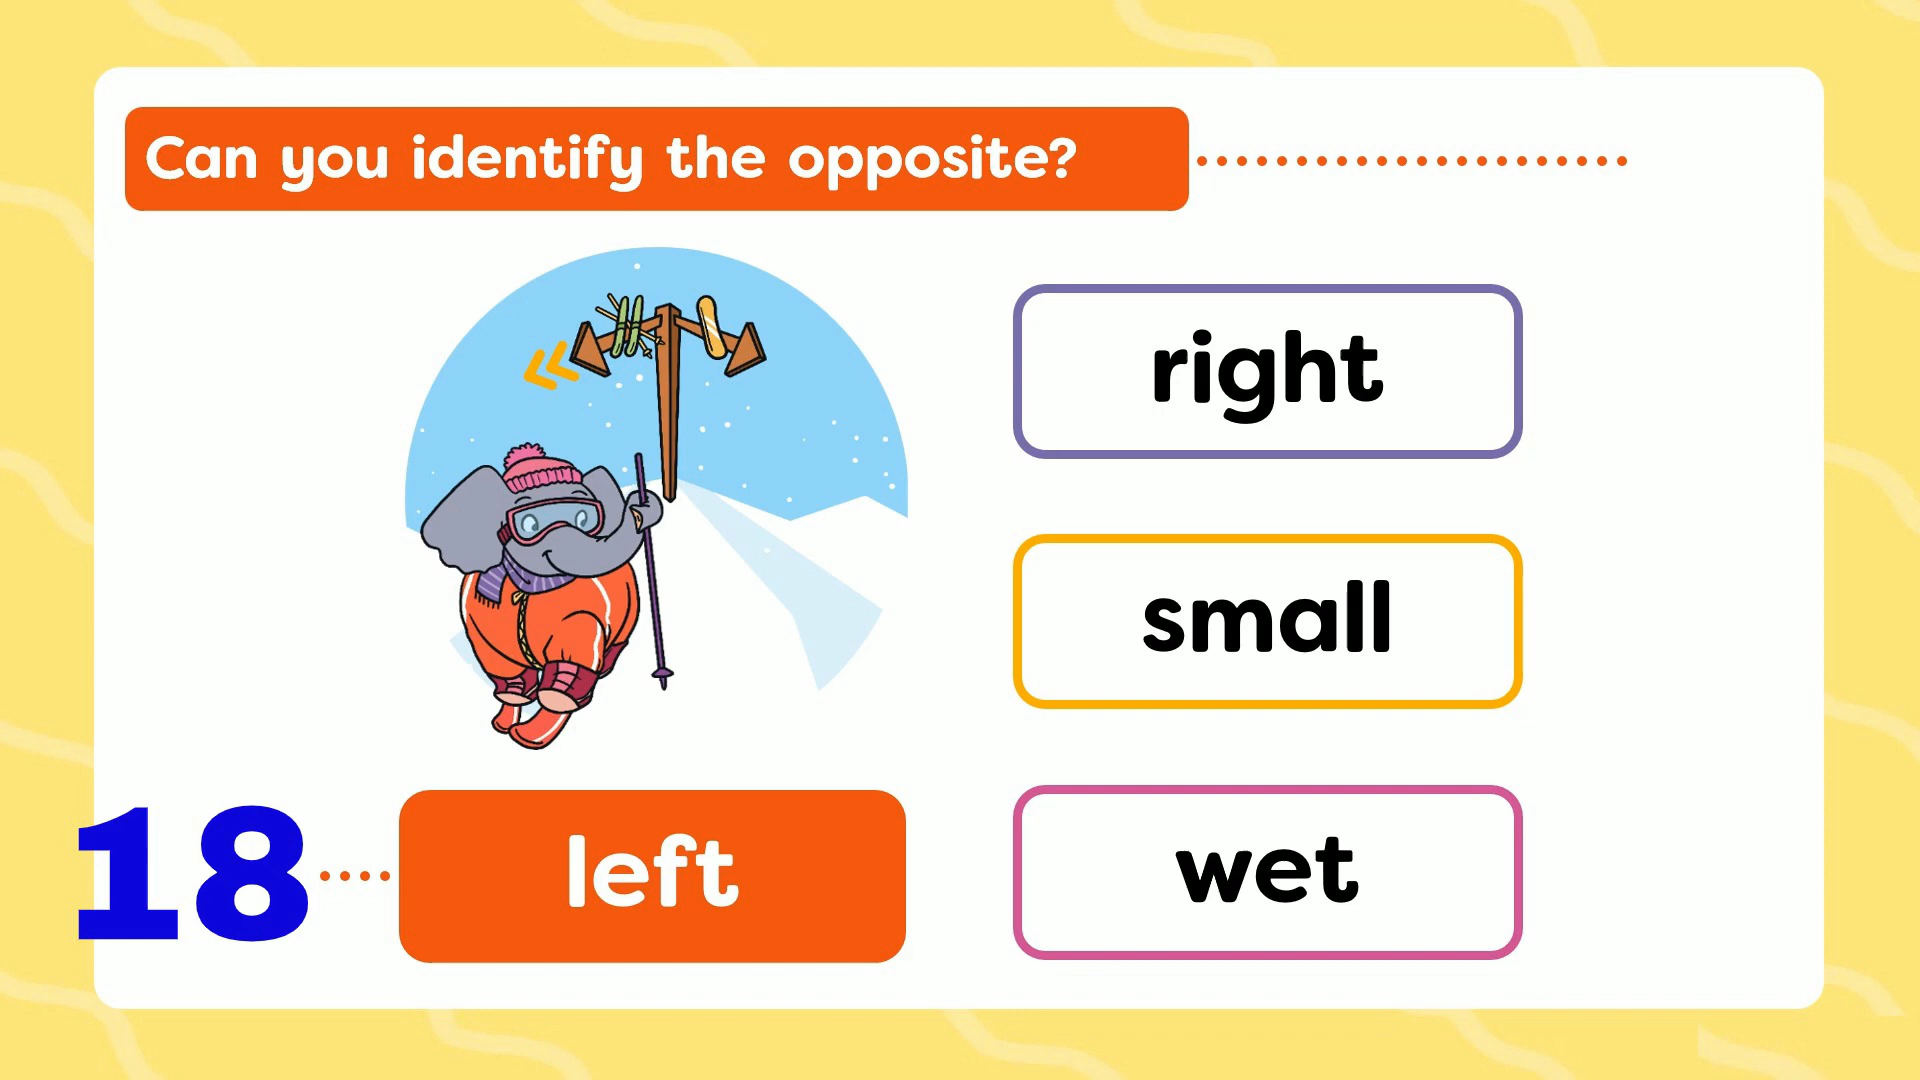 Can you identify the opposite?
right
small
18
left
wet